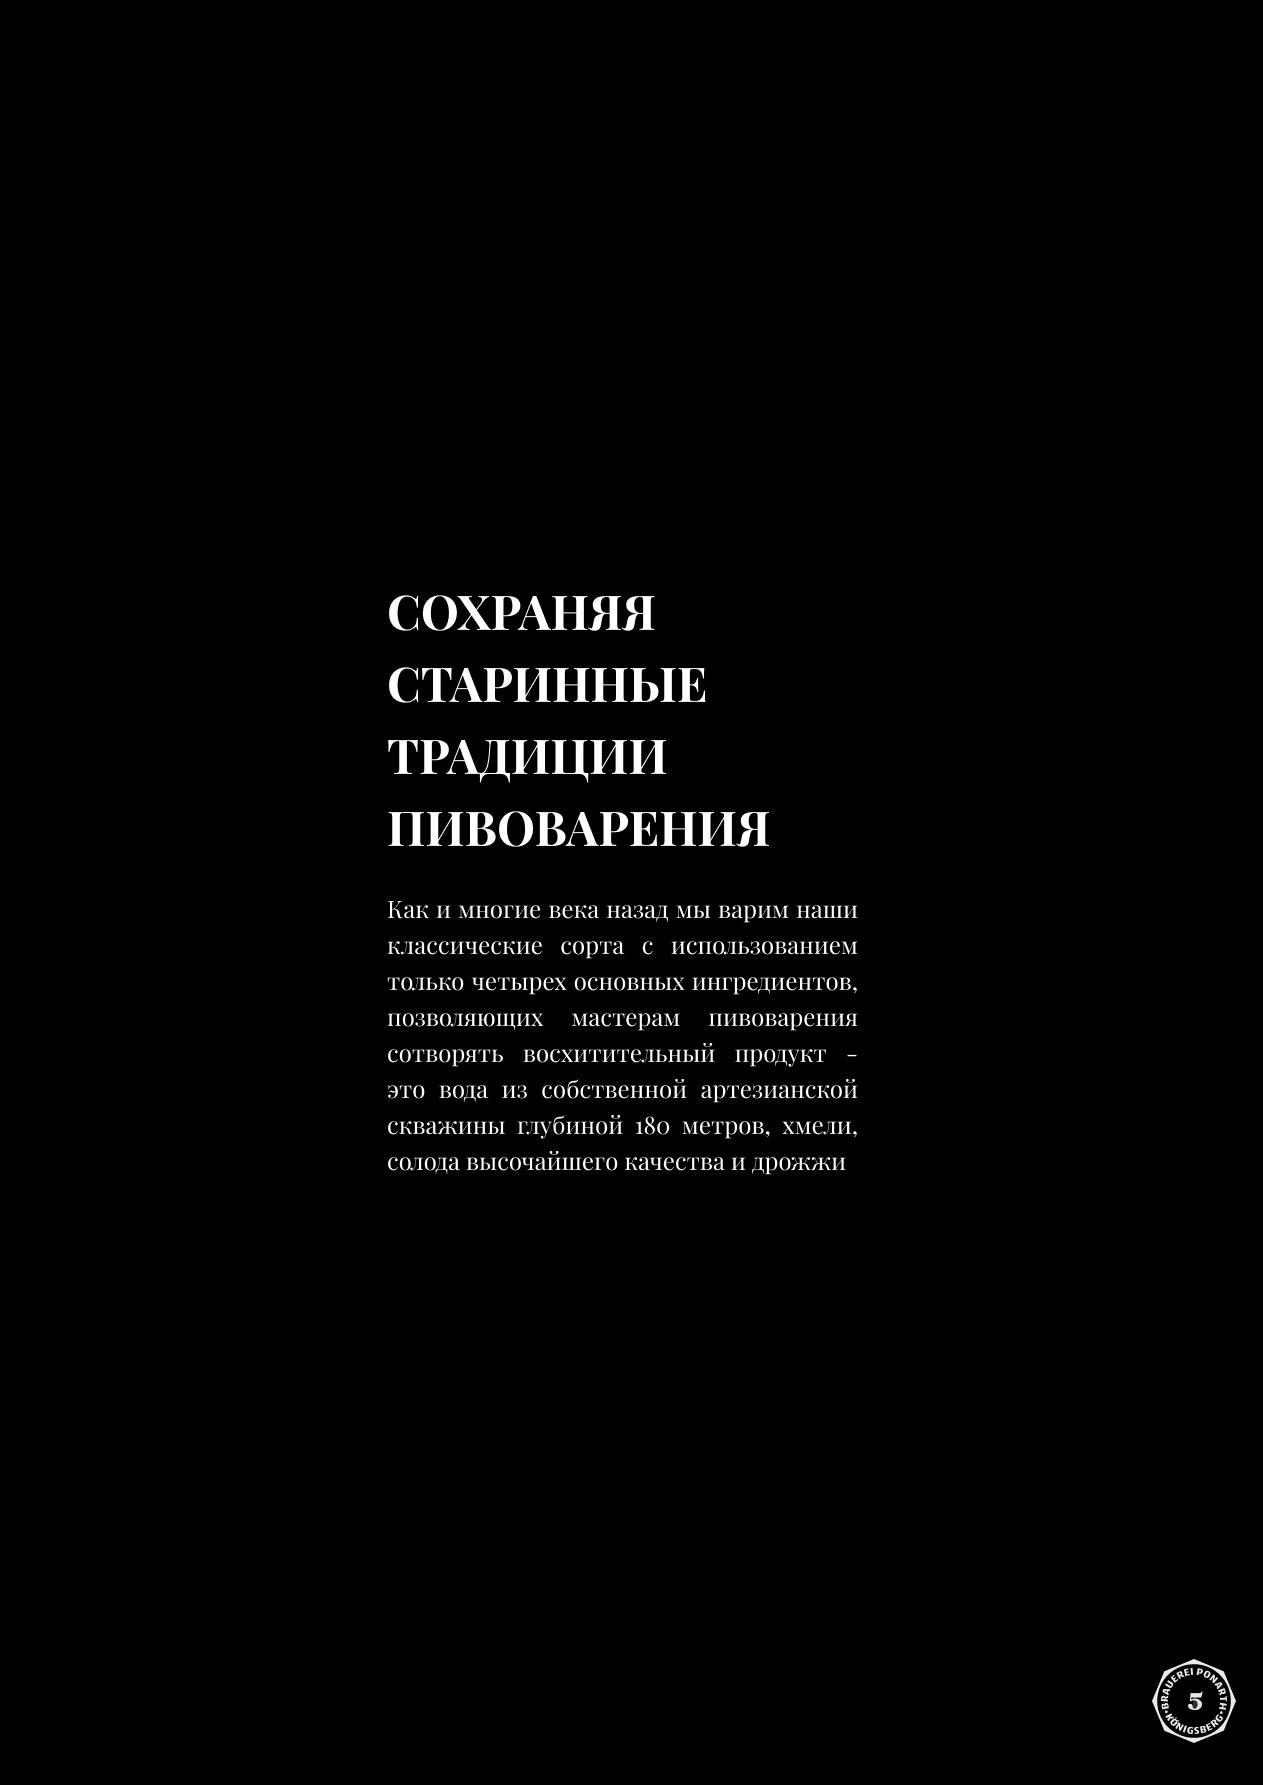 СОХРАНЯЯ
СТАРИННЫЕ
ТРАДИЦИИ
ПИВОВАРЕНИЯ
Как и многие века назад мы варим наши
классические сорта с использованием
только четырех основных ингредиентов,
позволяющих мастерам пивоварения
сотворять восхитительный продукт -
это вода из собственной артезианской
скважины глубиной 180 метров, хмели,
солода высочайшего качества и дрожжи
BRAUEREI PONARTH
5
KÖNIGSBERG